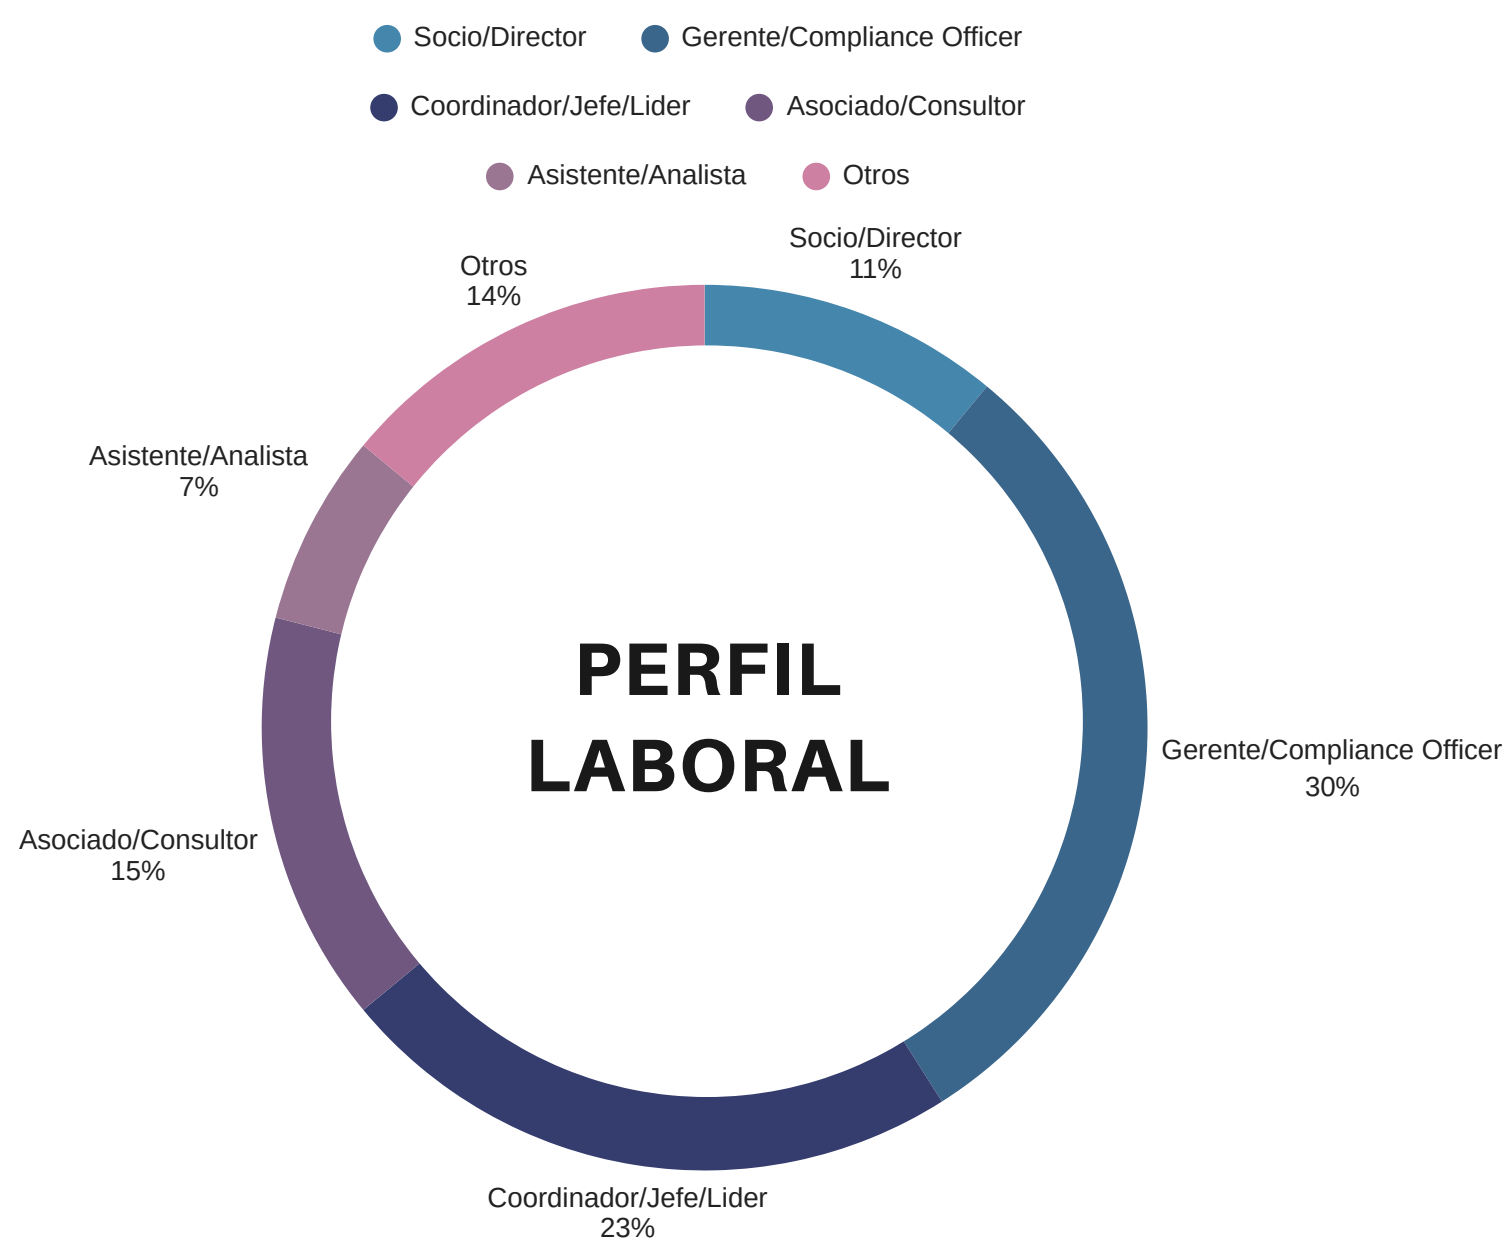 Socio/Director
Gerente/Compliance Officer
Coordinador/Jefe/Lider
Asociado/Consultor
Asistente/Analista
Otros
Socio/Director
11%
Otros
14%
Asistente/Analista
7%
PERFIL
LABORAL
Gerente/Compliance Officer
30%
Asociado/Consultor
15%
Coordinador/Jefe/Lider
23%